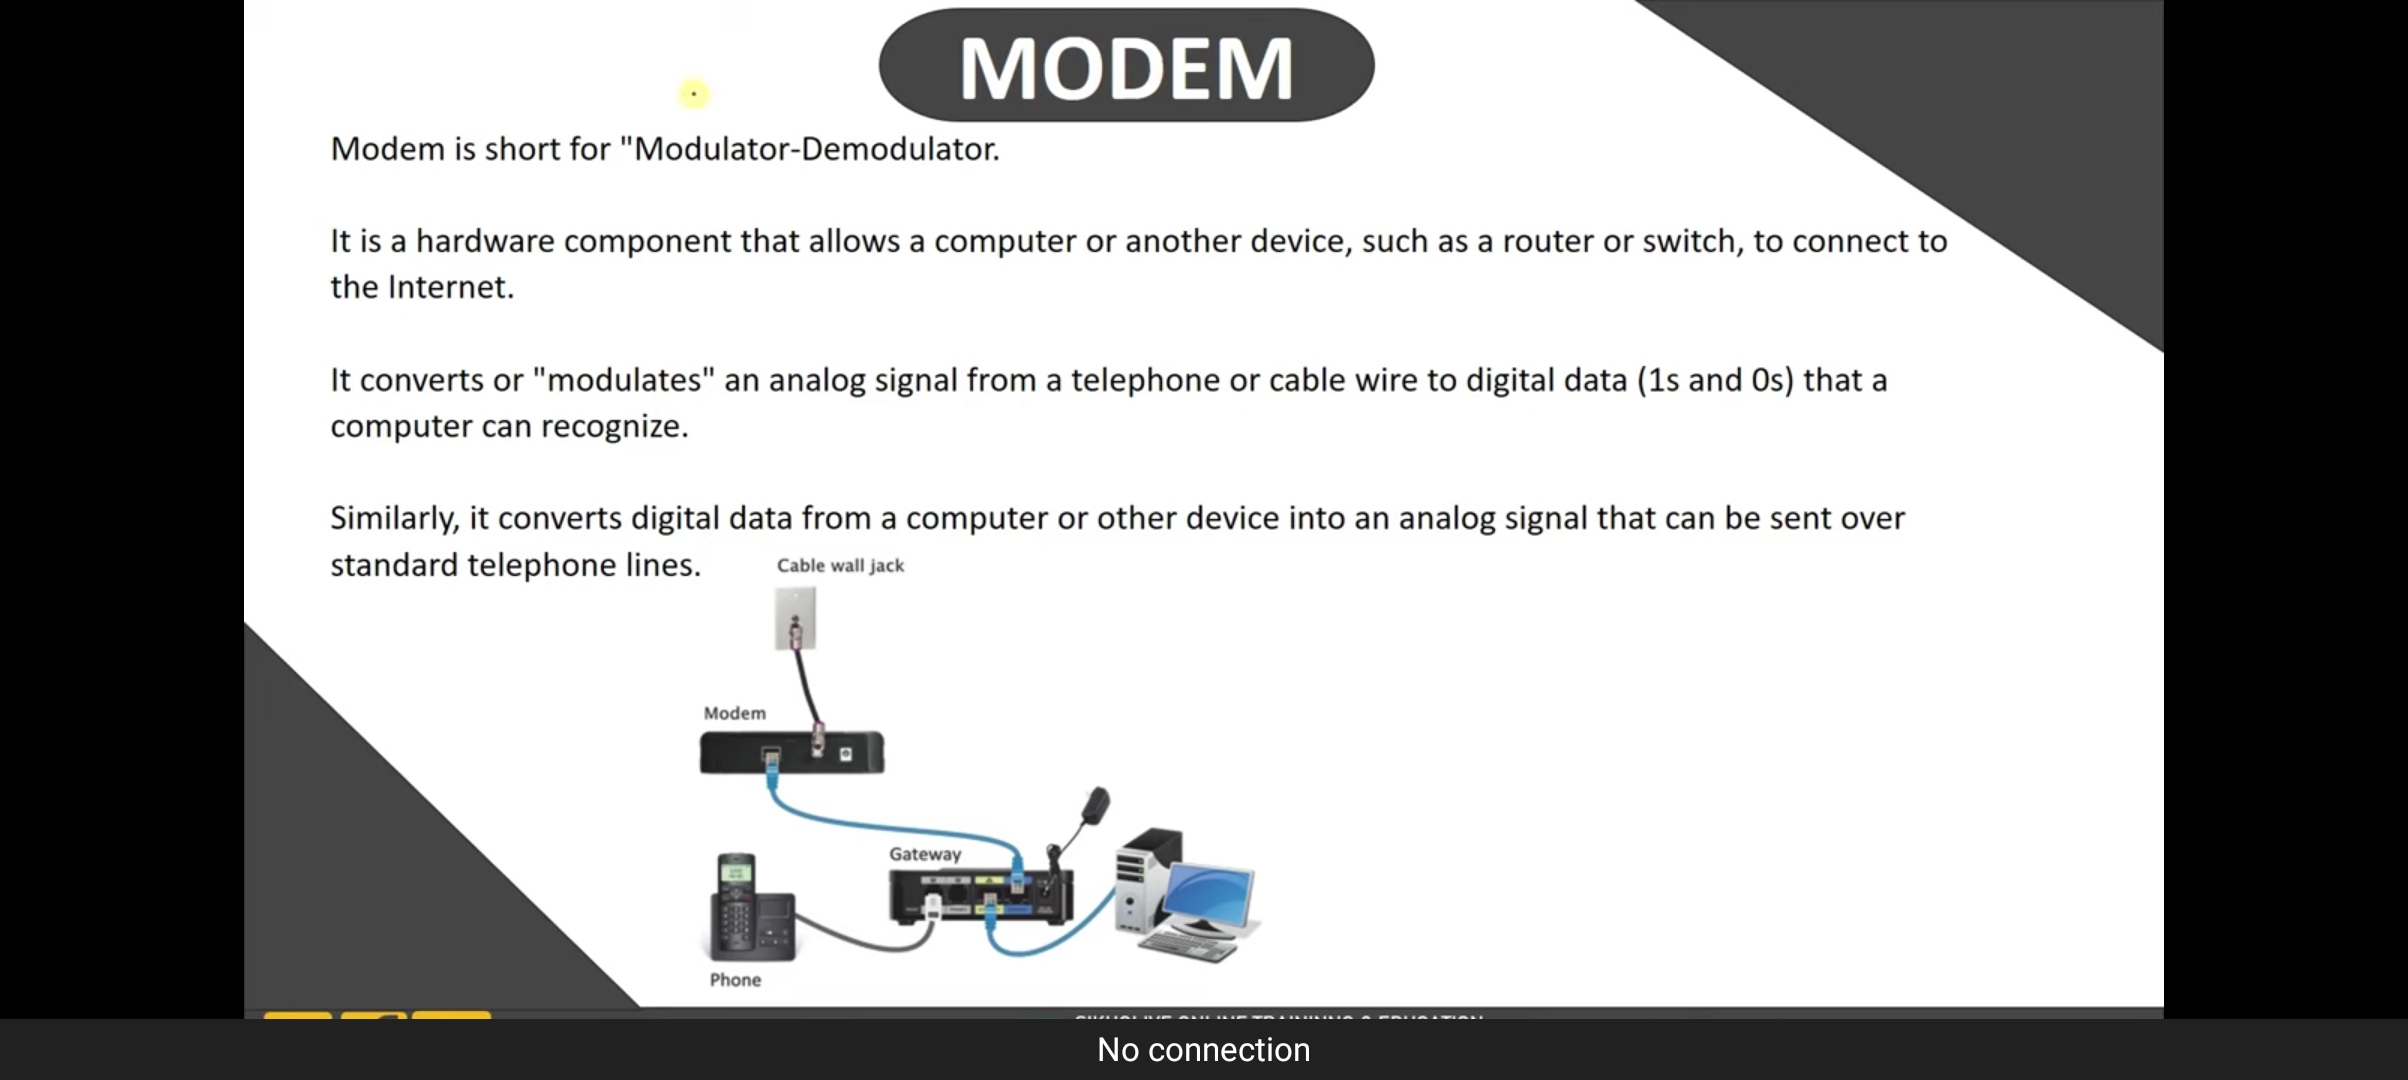 MODEM
Modem is short for "Modulator-Demodulator.
It is a hardware component that allows a computer or another device, such as a router or switch, to connect to
the Internet.
It converts or "modulates" an analog signal from a telephone or cable wire to digital data (1s and 0s) that a
computer can recognize.
Similarly, it converts digital data from a computer or other device into an analog signal that can be sent over
standard telephone lines.
Cable wall jack
Modem
Gateway
Phone
No connection